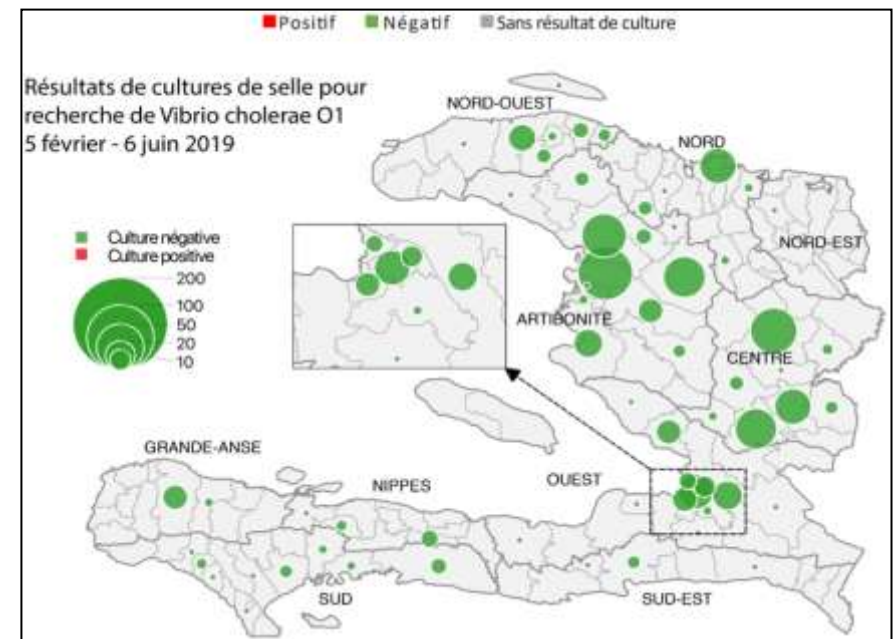 Positif Négatif Sans résultat de culture
Résultats de cultures de selle pour
recherche de Vibrio cholerae O1
5 février - 6 juin 2019
NORD-OUEST
NORD
Culture négative
Culture positive
NORD-EST
200
100
50
20
10
ARTIBONITE
CENTRE
GRANDE-ANSE
NIPPES
OUEST
SUD
SUD-EST